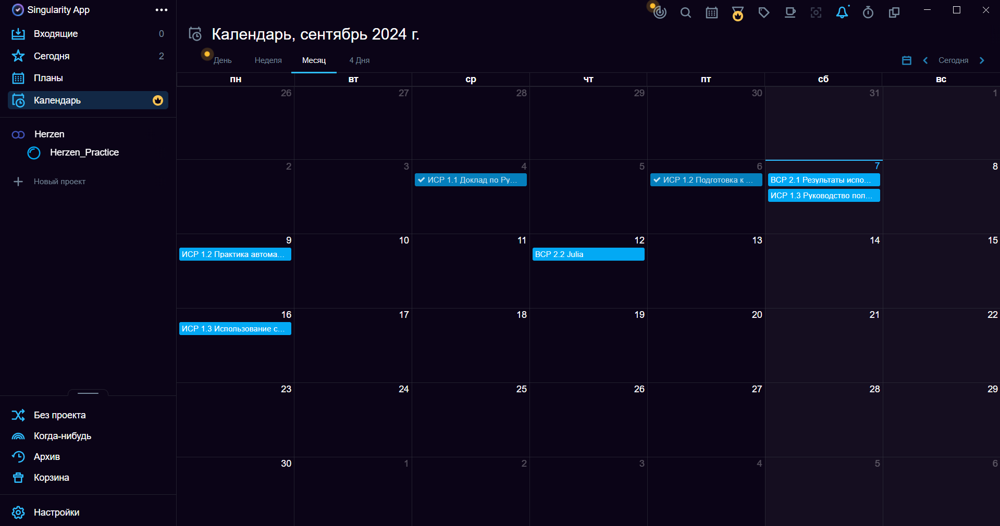 Singularity App
Входящие 0
Сегодня 2
Планы
Календарь
Herzen
Herzen_Practice
Новый проект
Без проекта
Когда-нибудь
Архив
Корзина
Настройки
Календарь, сентябрь 2024 г.
День Неделя Месяц 4 Дня
Сегодня
пн вт ср чт пт сб вс
26 27 28 29 30 31 1
2 3 4 5 6 7 8
ИСР 1.1 Доклад по Ру...
ИСР 1.2 Подготовка к ...
ВСР 2.1 Результаты испо...
ИСР 1.3 Руководство пол...
9 10 11 12 13 14 15
ИСР 1.2 Практика автома...
ВСР 2.2 Julia
16 17 18 19 20 21 22
ИСР 1.3 Использование с...
23 24 25 26 27 28 29
30 1 2 3 4 5 6